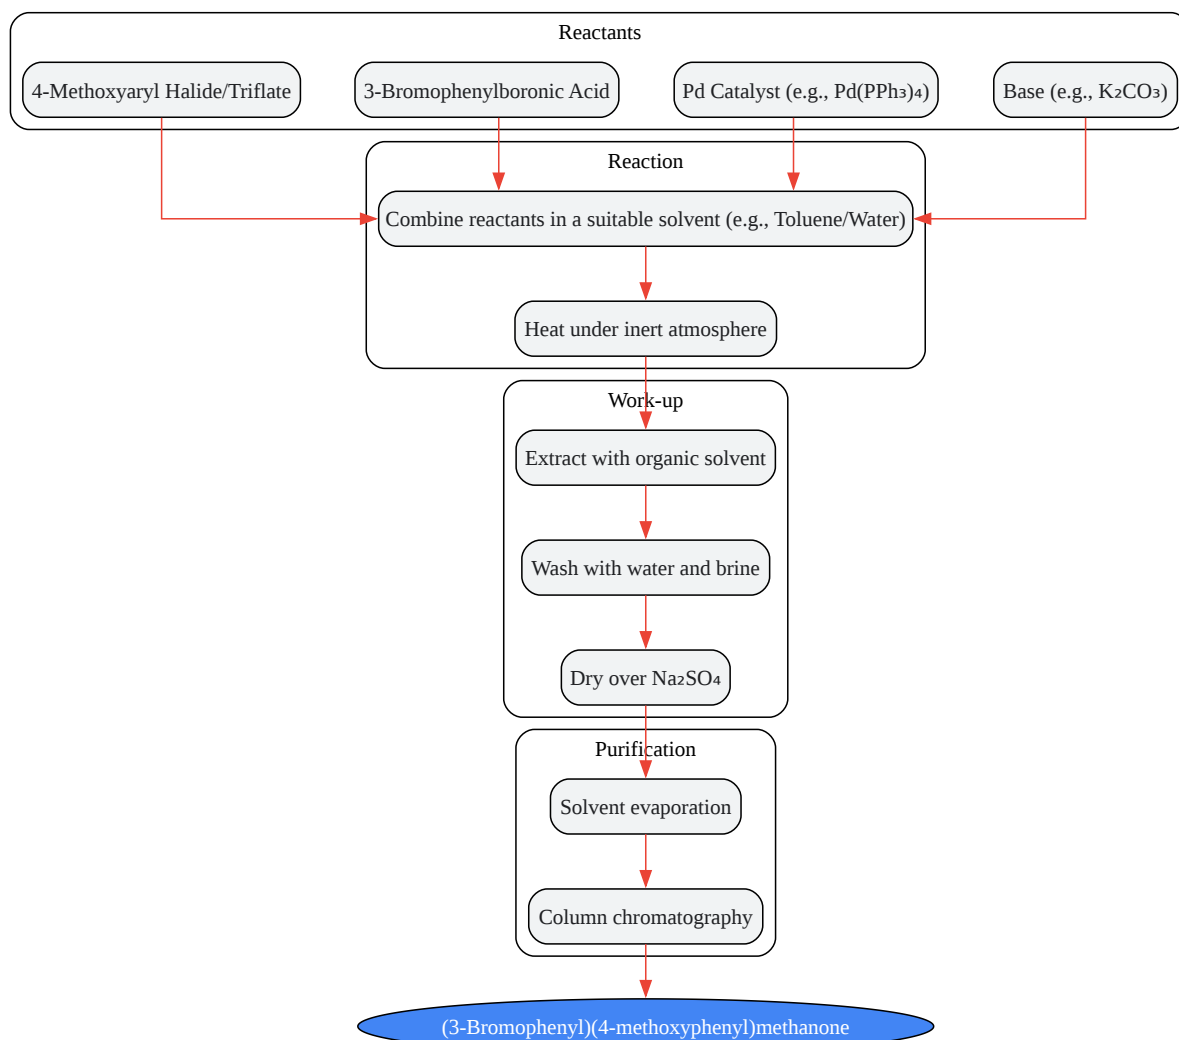 Reactants
4-Methoxyaryl Halide/Triflate
3-Bromophenylboronic Acid
Pd Catalyst (e.g., Pd(PPh₃)₄)
Base (e.g., K₂CO₃)
Reaction
Combine reactants in a suitable solvent (e.g., Toluene/Water)
Heat under inert atmosphere
Work-up
Extract with organic solvent
Wash with water and brine
Dry over Na₂SO₄
Purification
Solvent evaporation
Column chromatography
(3-Bromophenyl)(4-methoxyphenyl)methanone